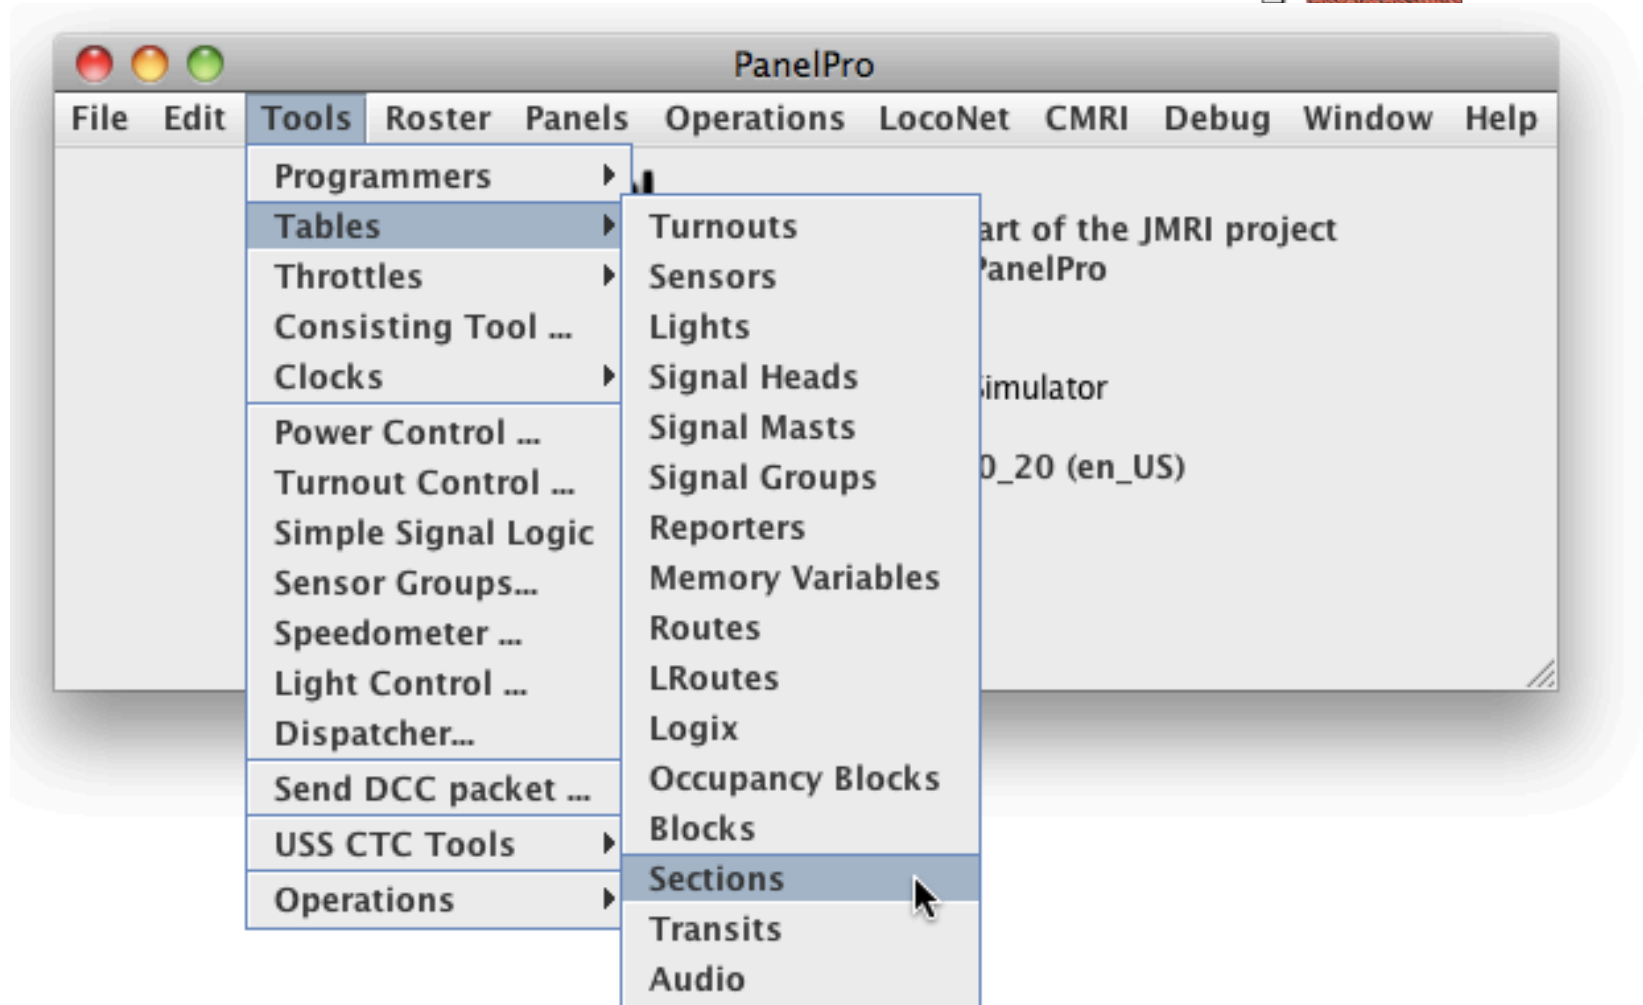 PanelPro
File Edit Tools Roster Panels Operations LocoNet CMRI Debug Window Help
Programmers
Tables
Throttles
Consisting Tool ...
Clocks
Power Control ...
Turnout Control ...
Simple Signal Logic
Sensor Groups...
Speedometer ...
Light Control ...
Dispatcher...
Send DCC packet ...
USS CTC Tools
Operations
Turnouts
Sensors
Lights
Signal Heads
Signal Masts
Signal Groups
Reporters
Memory Variables
Routes
LRoutes
Logix
Occupancy Blocks
Blocks
Sections
Transits
Audio
art of the JMRI project
PanelPro
imulator
0_20 (en_US)